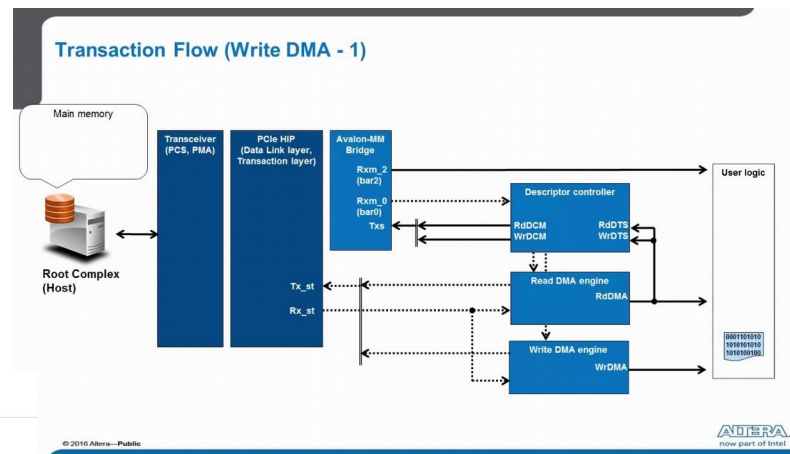 Transaction Flow (Write DMA - 1)
Main memory
Transceiver
(PCS, PMA)
PCIe HIP
(Data Link layer,
Transaction layer)
Avalon-MM
Bridge
Rxm_2
(bar2)
Rxm_0
(bar0)
Txs
Descriptor controller
RdDCM
WrDCM
RdDTS
WrDTS
User logic
Root Complex
(Host)
Tx_st
Rx_st
Read DMA engine
RdDMA
Write DMA engine
WrDMA
0001101010
1010101010
1010100100
© 2016 Altera—Public
ALTERA
now part of Intel